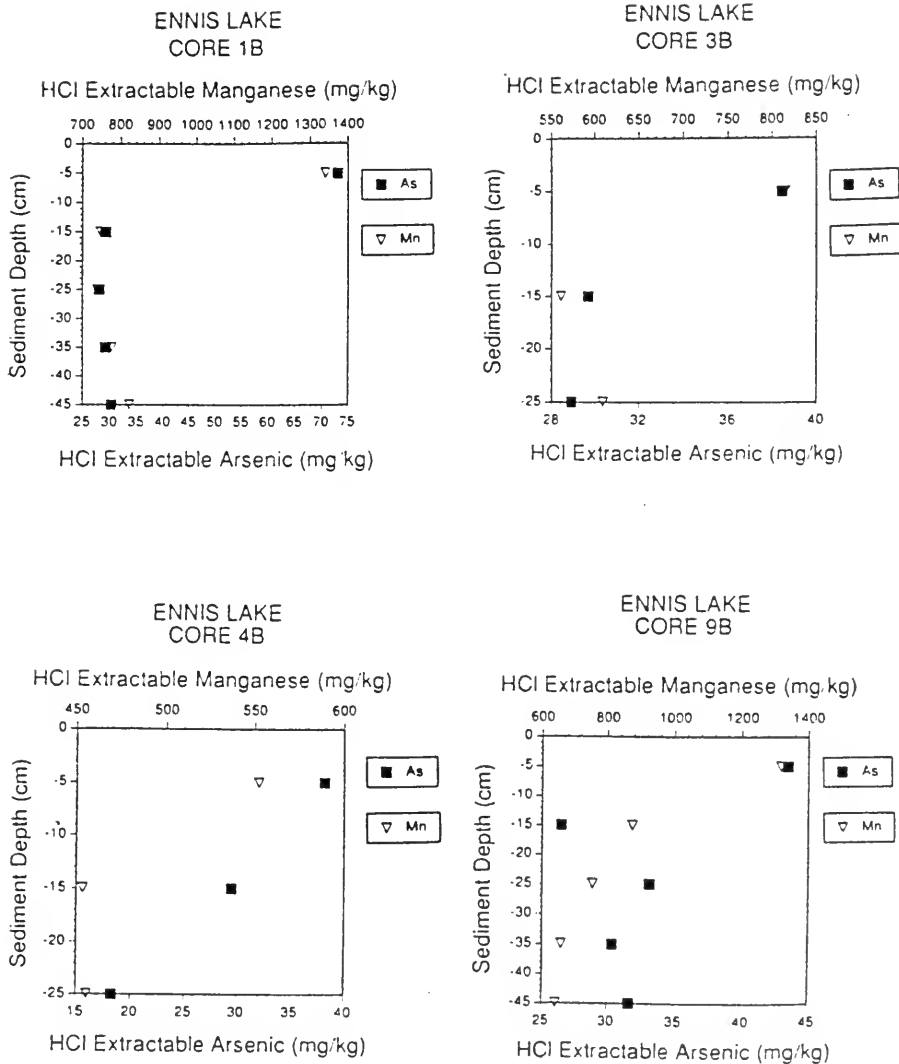 ENNIS LAKE
CORE 1B
HCl Extractable Manganese (mg/kg)
700 800 900 1000 1100 1200 1300 1400
0
-5
-10
-15
-20
-25
-30
-35
-40
-45
Sediment Depth (cm)
As
Mn
25 30 35 40 45 50 55 60 65 70 75
HCl Extractable Arsenic (mg/kg)
ENNIS LAKE
CORE 3B
HCl Extractable Manganese (mg/kg)
550 600 650 700 750 800 850
0
-5
-10
-15
-20
-25
Sediment Depth (cm)
As
Mn
28 32 36 40
HCl Extractable Arsenic (mg/kg)
ENNIS LAKE
CORE 4B
HCl Extractable Manganese (mg/kg)
450 500 550 600
0
-5
-10
-15
-20
-25
Sediment Depth (cm)
As
Mn
15 20 25 30 35 40
HCl Extractable Arsenic (mg/kg)
ENNIS LAKE
CORE 9B
HCl Extractable Manganese (mg/kg)
600 800 1000 1200 1400
0
-5
-10
-15
-20
-25
-30
-35
-40
-45
Sediment Depth (cm)
As
Mn
25 30 35 40 45
HCl Extractable Arsenic (mg/kg)